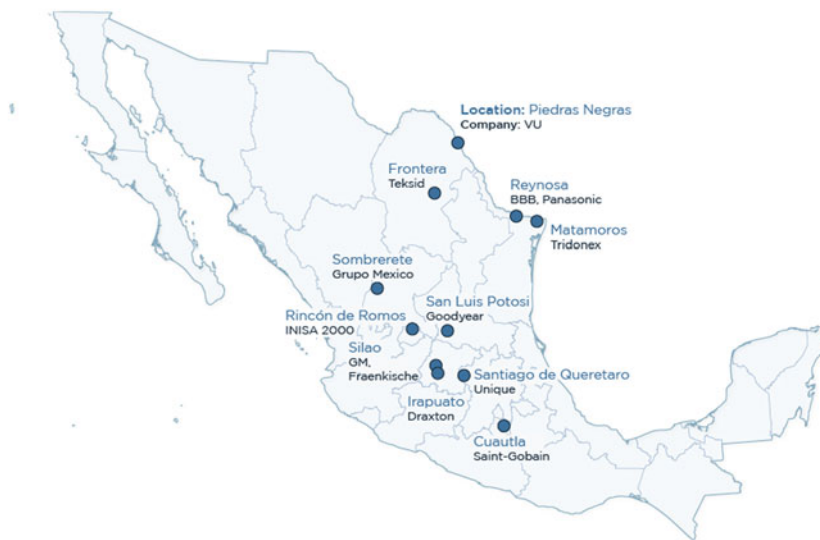 Location: Piedras Negras
Company: VU
Frontera
Teksid
Reynosa
BBB, Panasonic
Matamoros
Tridonex
Sombrerete
Grupo Mexico
San Luis Potosi
Goodyear
Rincón de Romos
INISA 2000
Silao
GM,
Fraenkische
Santiago de Queretaro
Unique
Irapuato
Draxton
Cuautla
Saint-Gobain